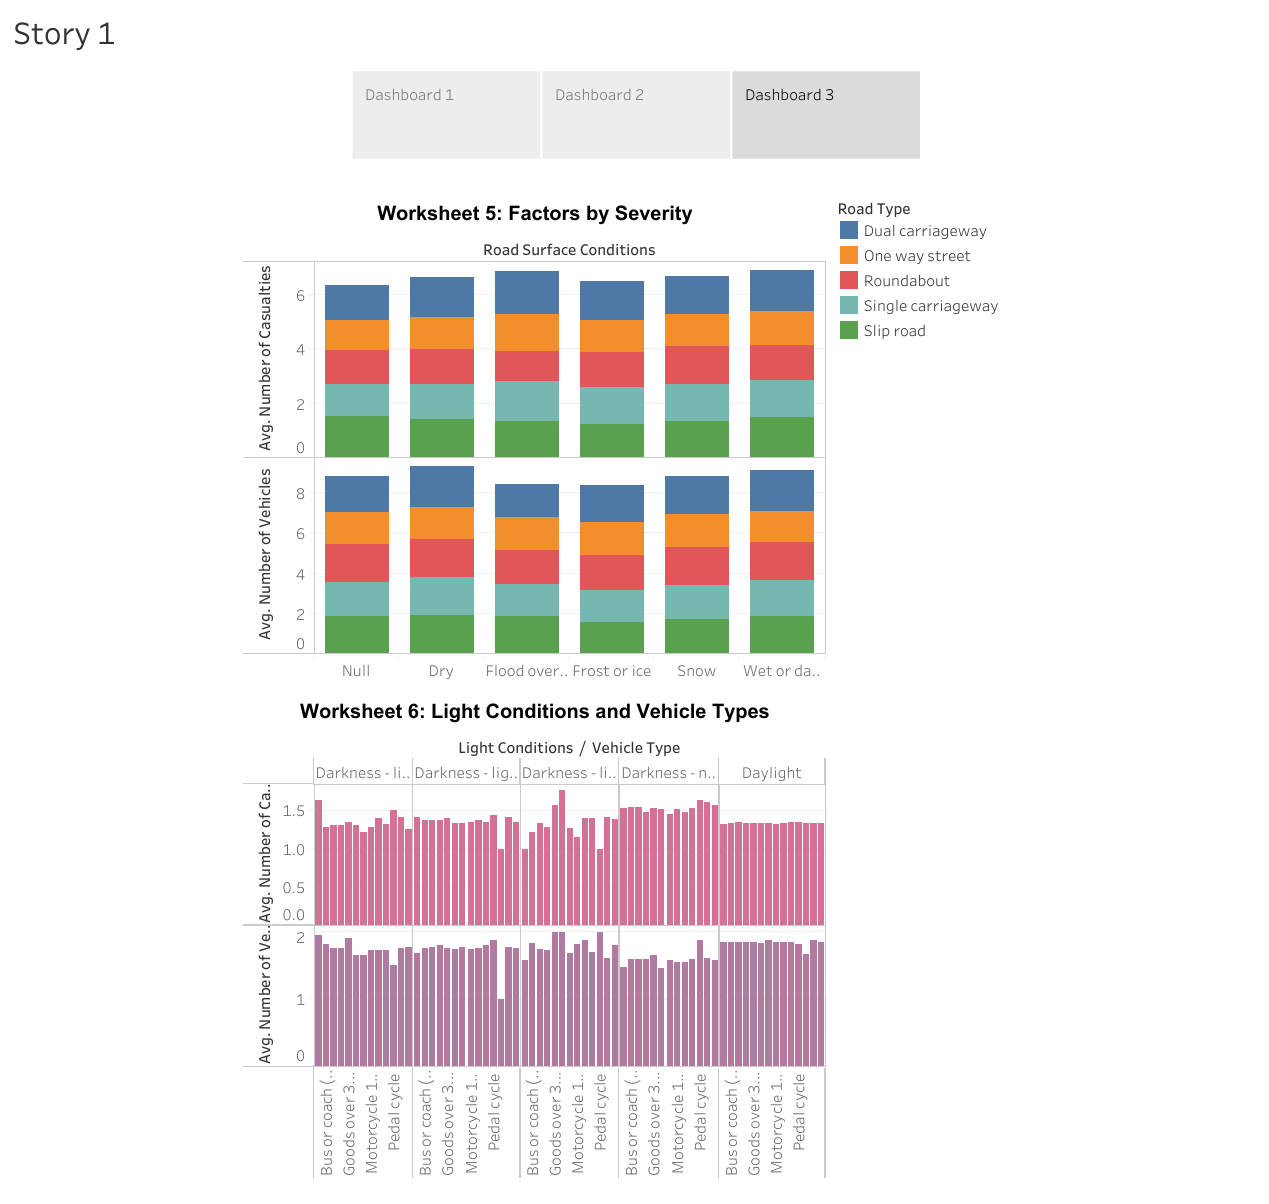 Story 1
Dashboard 1
Dashboard 2
Dashboard 3
Worksheet 5: Factors by Severity
Road Surface Conditions
Avg. Number of Casualties
6
4
2
0
Avg. Number of Vehicles
8
6
4
2
0
Null
Dry
Flood over..
Frost or ice
Snow
Wet or da..
Road Type
Dual carriageway
One way street
Roundabout
Single carriageway
Slip road
Worksheet 6: Light Conditions and Vehicle Types
Light Conditions / Vehicle Type
Darkness - li..
Darkness - lig..
Darkness - li..
Darkness - n..
Daylight
Avg. Number of Ca..
1.5
1.0
0.5
0.0
Avg. Number of Ve..
2
1
0
Bus or coach (..
Goods over 3...
Motorcycle 1..
Pedal cycle
Bus or coach (..
Goods over 3...
Motorcycle 1..
Pedal cycle
Bus or coach (..
Goods over 3...
Motorcycle 1..
Pedal cycle
Bus or coach (..
Goods over 3...
Motorcycle 1..
Pedal cycle
Bus or coach (..
Goods over 3...
Motorcycle 1..
Pedal cycle